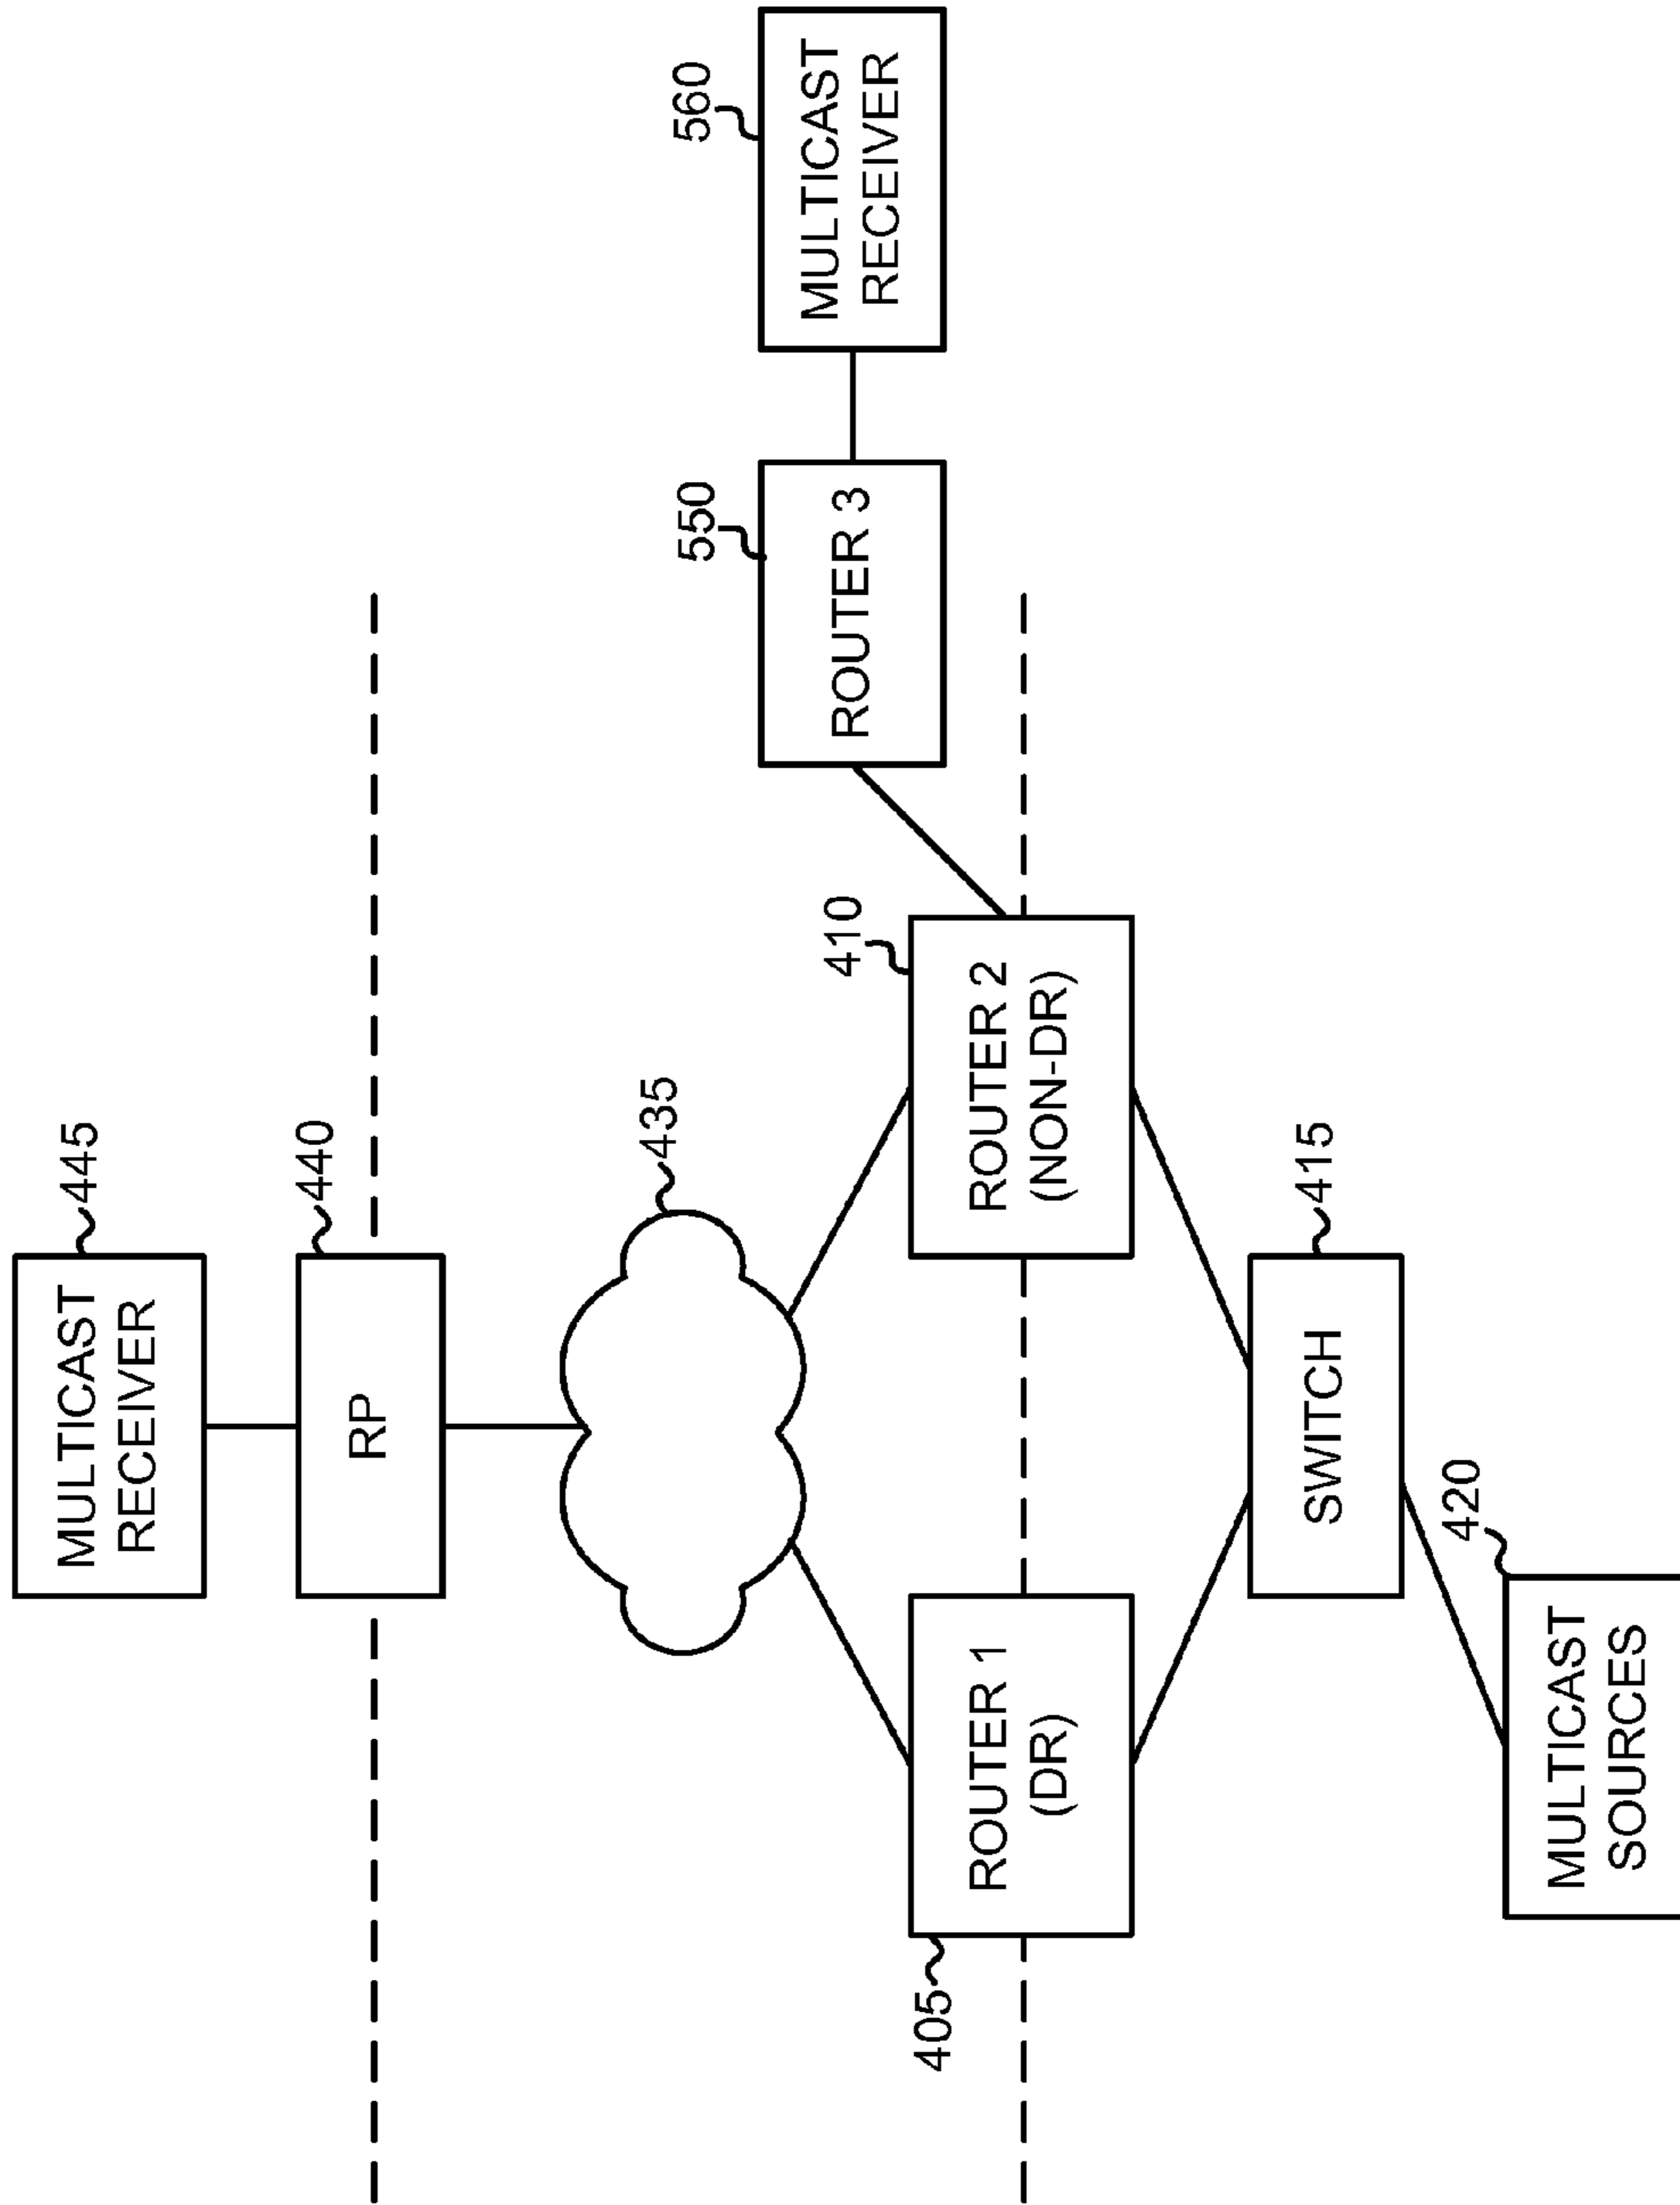 445
MULTICAST
RECEIVER
440
RP
435
405
ROUTER 1
(DR)
410
ROUTER 2
(NON-DR)
550
ROUTER 3
560
MULTICAST
RECEIVER
415
SWITCH
420
MULTICAST
SOURCES